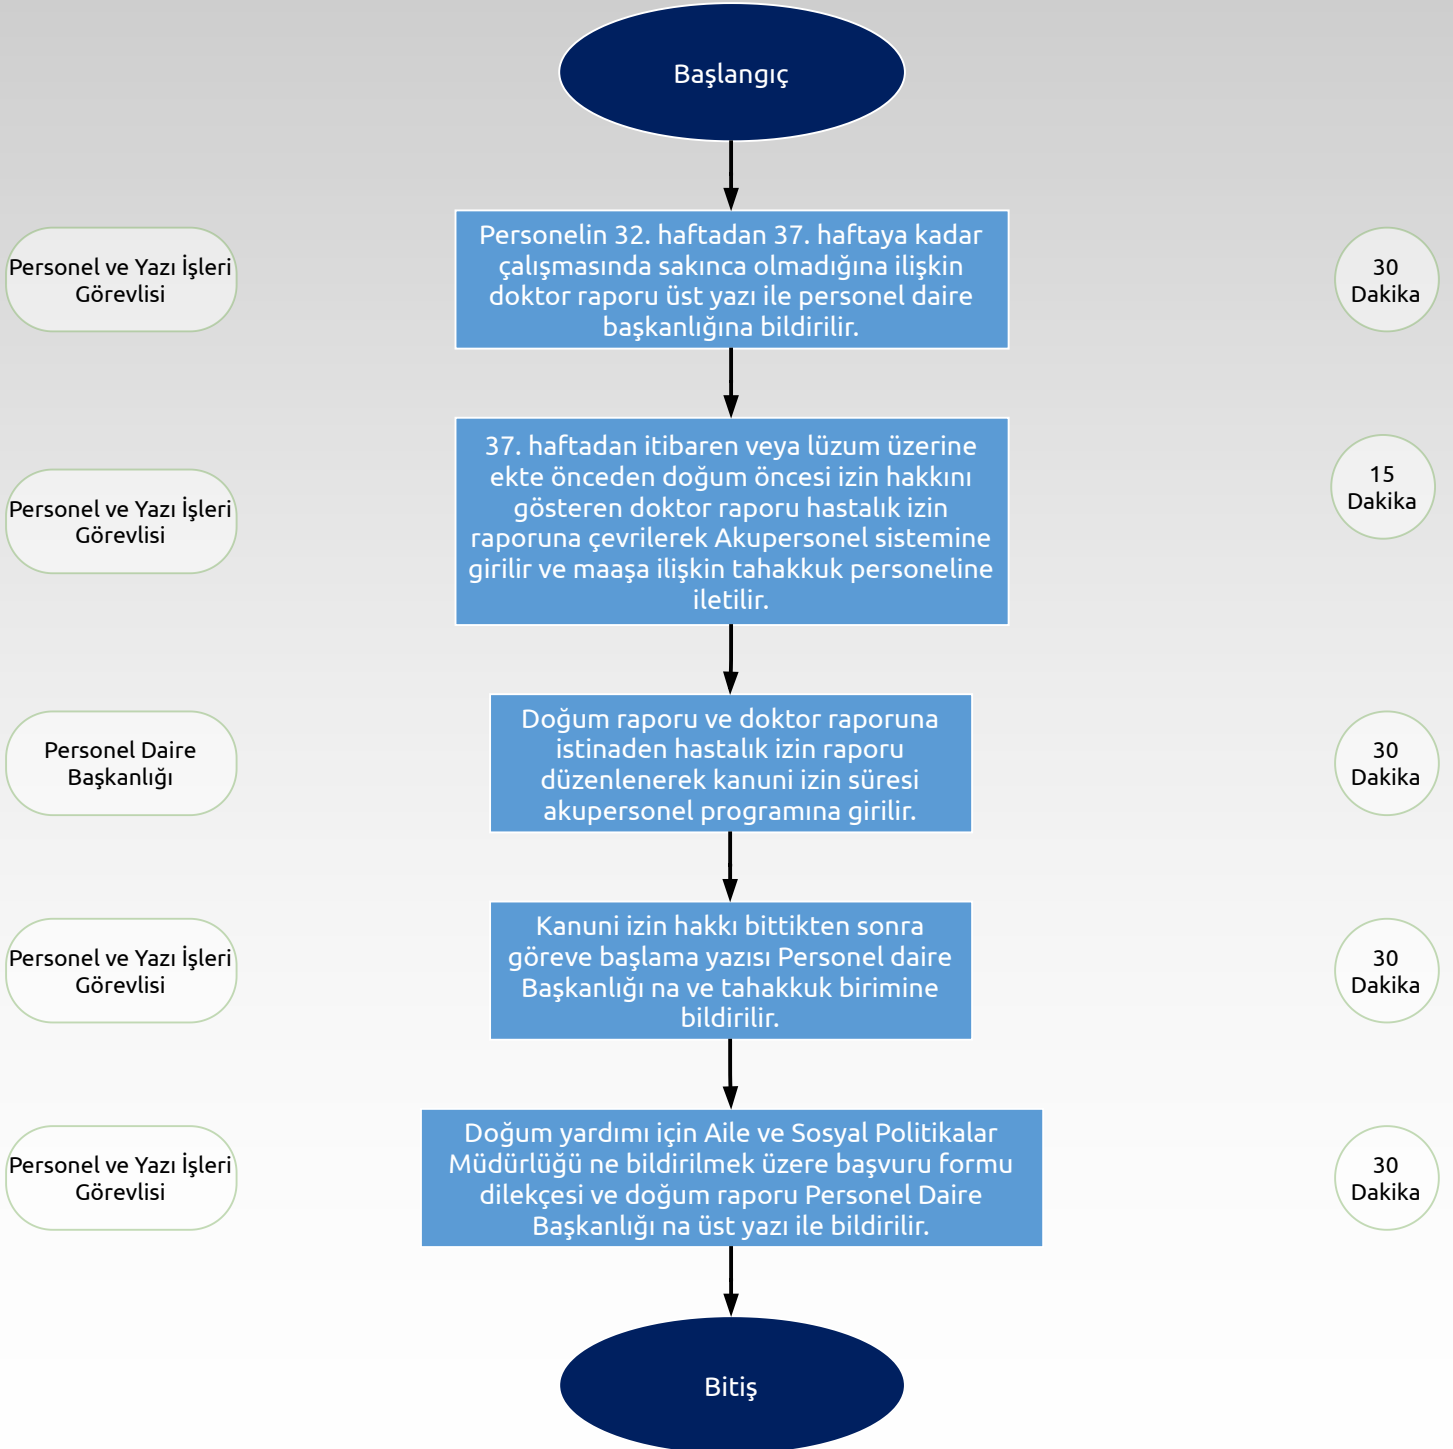 Başlangıç
Personel ve Yazı İşleri
Görevlisi
Personelin 32. haftadan 37. haftaya kadar
çalışmasında sakınca olmadığına ilişkin
doktor raporu üst yazı ile personel daire
başkanlığına bildirilir.
30
Dakika
Personel ve Yazı İşleri
Görevlisi
37. haftadan itibaren veya lüzum üzerine
ekte önceden doğum öncesi izin hakkını
gösteren doktor raporu hastalık izin
raporuna çevrilerek Akupersonel sistemine
girilir ve maaşa ilişkin tahakkuk personeline
iletilir.
15
Dakika
Personel Daire
Başkanlığı
Doğum raporu ve doktor raporuna
istinaden hastalık izin raporu
düzenlenerek kanuni izin süresi
akupersonel programına girilir.
30
Dakika
Personel ve Yazı İşleri
Görevlisi
Kanuni izin hakkı bittikten sonra
göreve başlama yazısı Personel daire
Başkanlığı na ve tahakkuk birimine
bildirilir.
30
Dakika
Personel ve Yazı İşleri
Görevlisi
Doğum yardımı için Aile ve Sosyal Politikalar
Müdürlüğü ne bildirilmek üzere başvuru formu
dilekçesi ve doğum raporu Personel Daire
Başkanlığı na üst yazı ile bildirilir.
30
Dakika
Bitiş